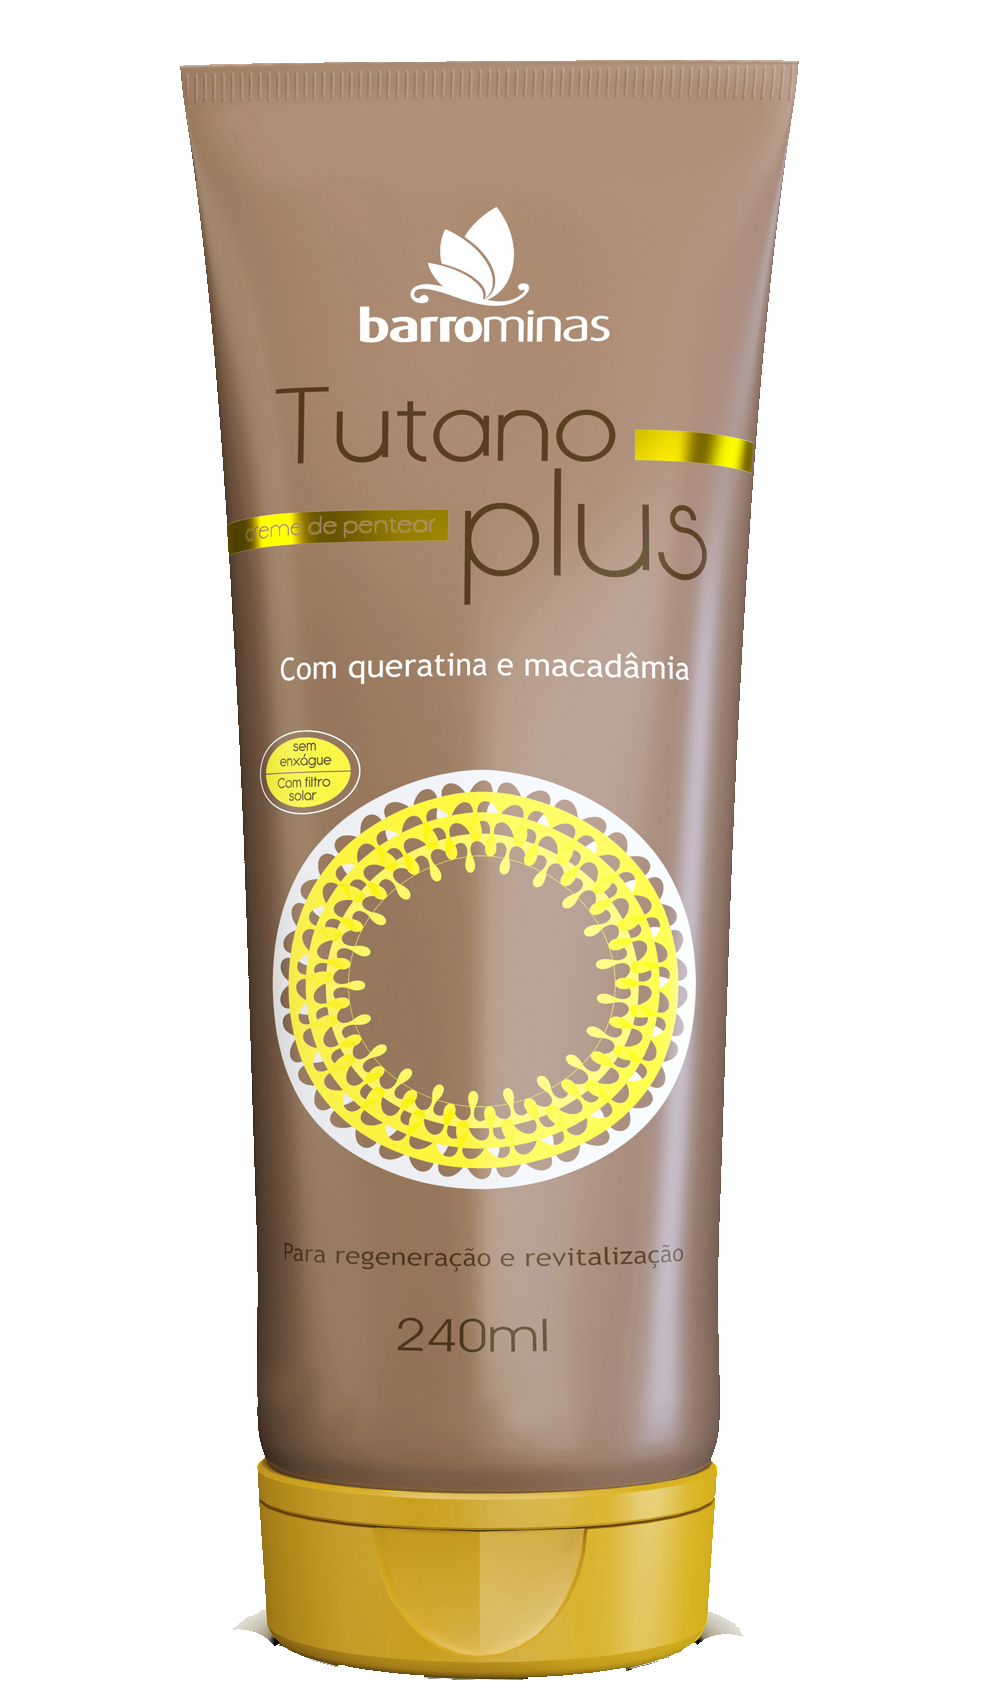 barrominas
Tutano
creme de pentear
plus
Com queratina e macadâmia
sem
enxágue
Com filtro
solar
Para regeneração e revitalização
240ml